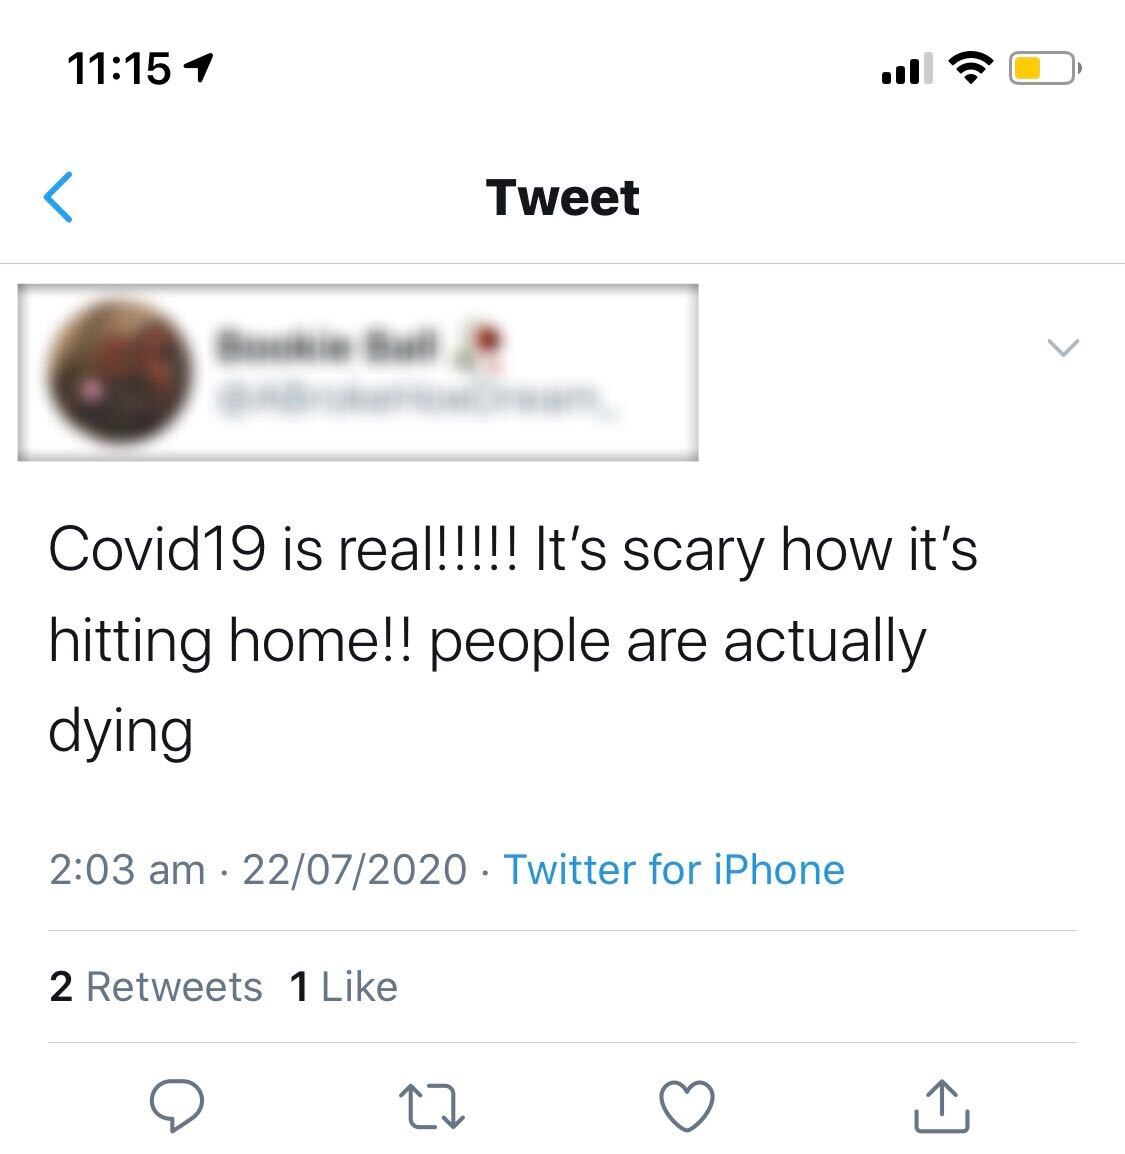 11:15
Tweet
Covid19 is real!!!!! It’s scary how it’s
hitting home!! people are actually
dying
2:03 am · 22/07/2020 · Twitter for iPhone
2 Retweets 1 Like